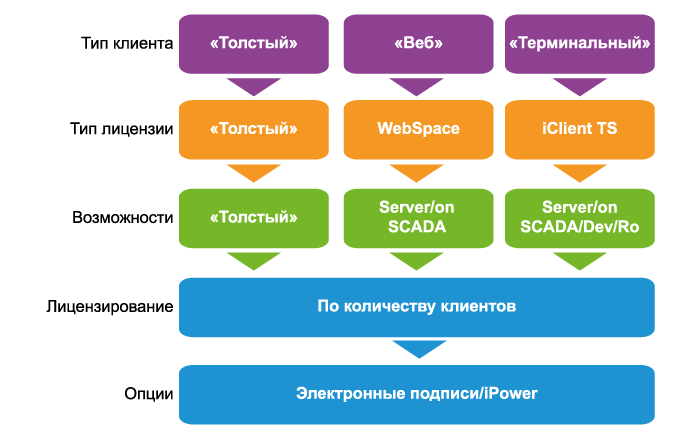 Тип клиента
«Толстый»
«Веб»
«Терминальный»
Тип лицензии
«Толстый»
WebSpace
iClient TS
Возможности
«Толстый»
Server/on
SCADA
Server/on
SCADA/Dev/Ro
Лицензирование
По количеству клиентов
Опции
Электронные подписи/iPower